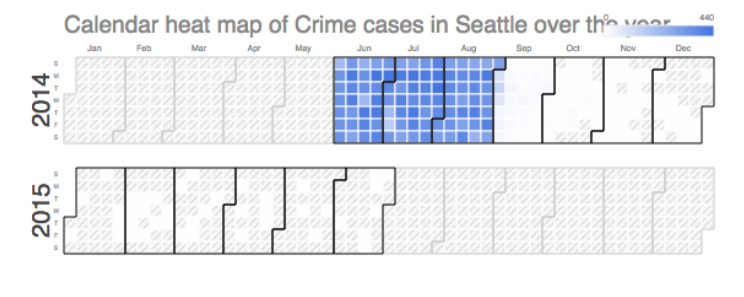 Calendar heat map of Crime cases in Seattle over the year
0 440
Jan Feb Mar Apr May Jun Jul Aug Sep Oct Nov Dec
2014
S
M
T
W
T
F
S
2015
S
M
T
W
T
F
S